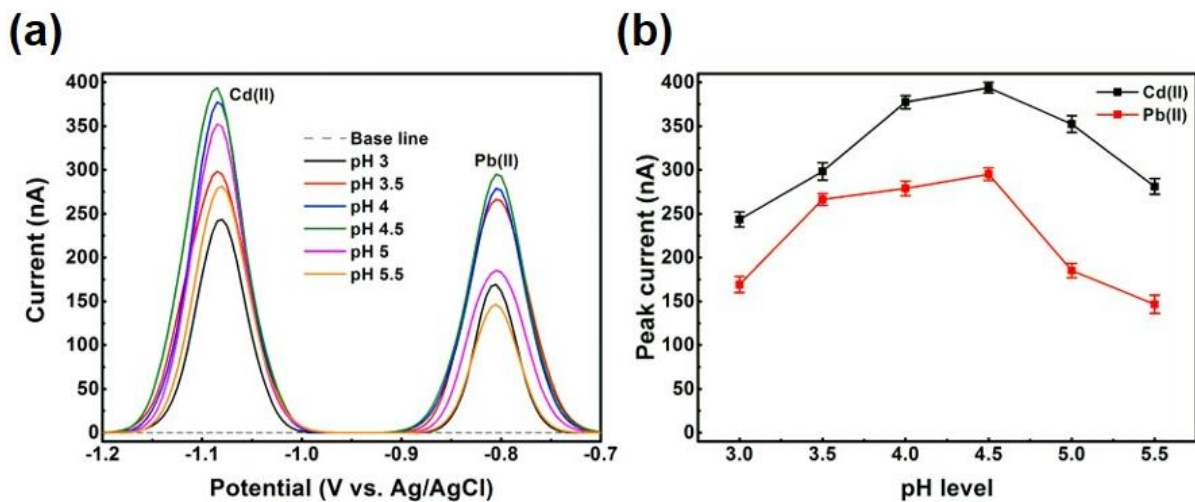 (a)
400
350
300
250
200
150
100
50
0
Current (nA)
Cd(II)
Pb(II)
Base line
pH 3
pH 3.5
pH 4
pH 4.5
pH 5
pH 5.5
-1.2 -1.1 -1.0 -0.9 -0.8 -0.7
Potential (V vs. Ag/AgCl)
(b)
400
350
300
250
200
150
100
50
0
Peak current (nA)
Cd(II)
Pb(II)
3.0 3.5 4.0 4.5 5.0 5.5
pH level